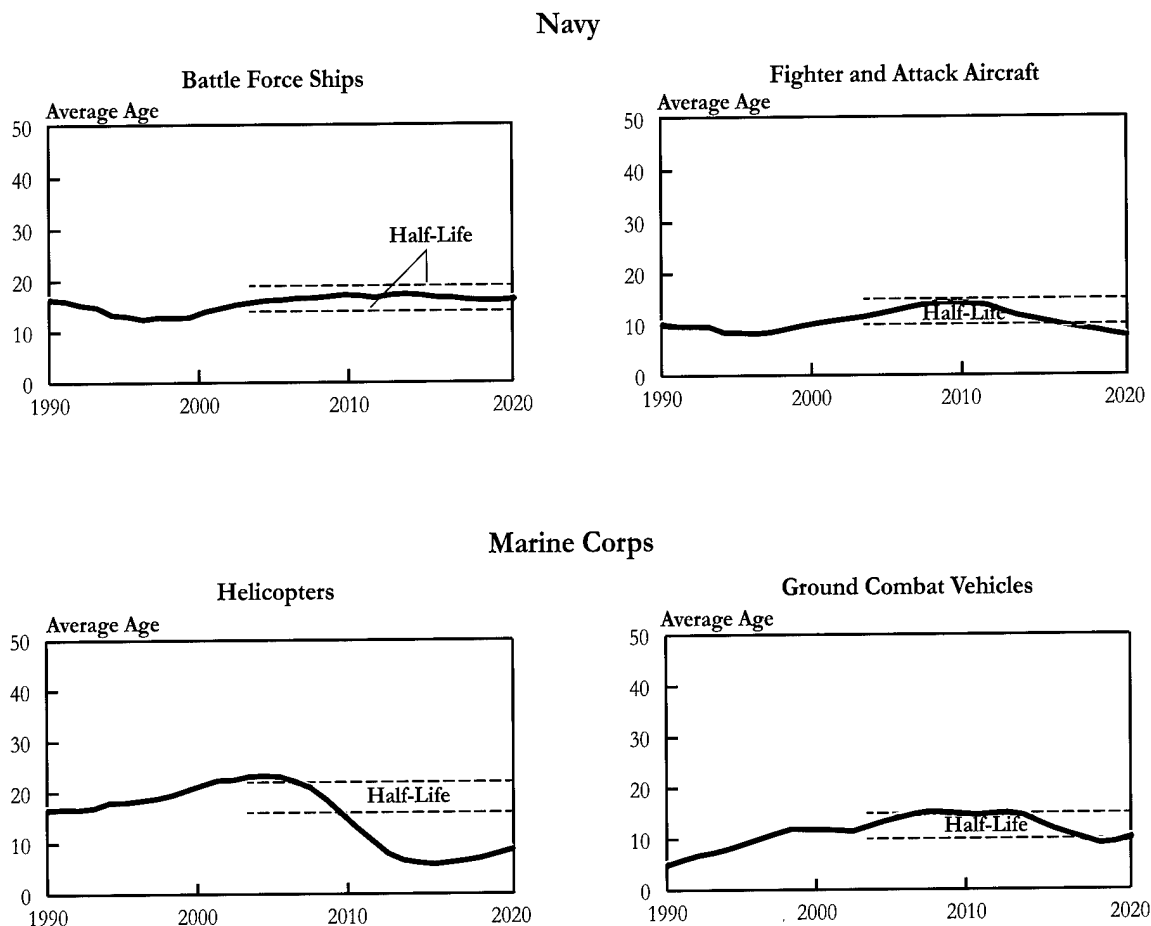 Navy
Battle Force Ships
Average Age
50
40
30
20
10
0
Half-Life
1990
2000
2010
2020
Fighter and Attack Aircraft
Average Age
50
40
30
20
10
0
Half-Life
1990
2000
2010
2020
Marine Corps
Helicopters
Average Age
50
40
30
20
10
0
Half-Life
1990
2000
2010
2020
Ground Combat Vehicles
Average Age
50
40
30
20
10
0
Half-Life
1990
2000
2010
2020